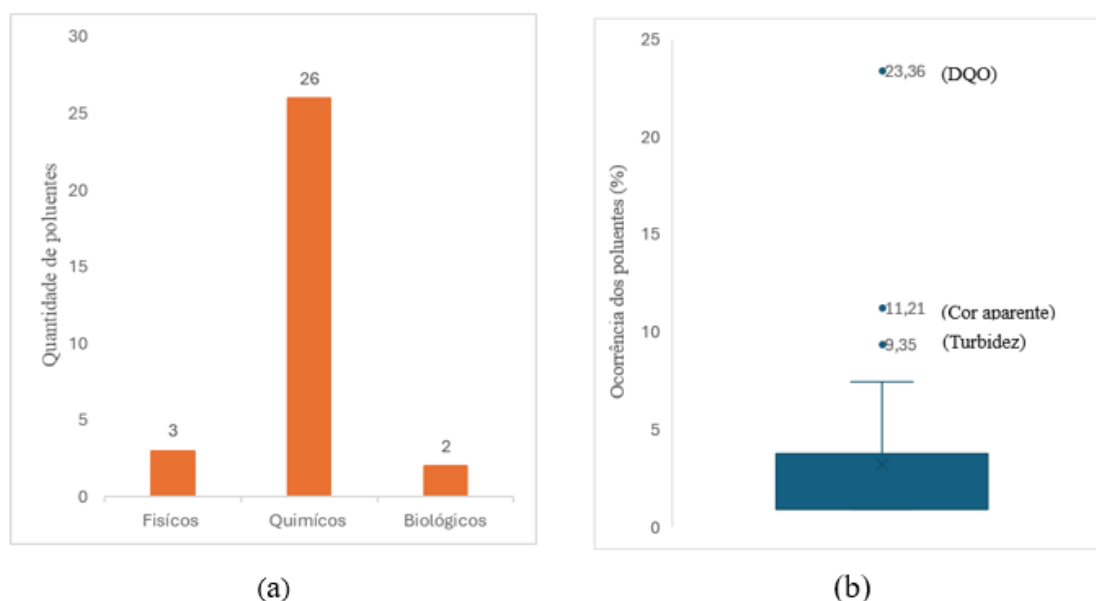 30
25
20
15
10
5
0
Quantidade de poluentes
3
26
2
Fisícos
Quimícos
Biológicos
(a)
25
20
15
10
5
0
Ocorrência dos poluentes (%)
23,36 (DQO)
11,21 (Cor aparente)
9,35 (Turbidez)
(b)